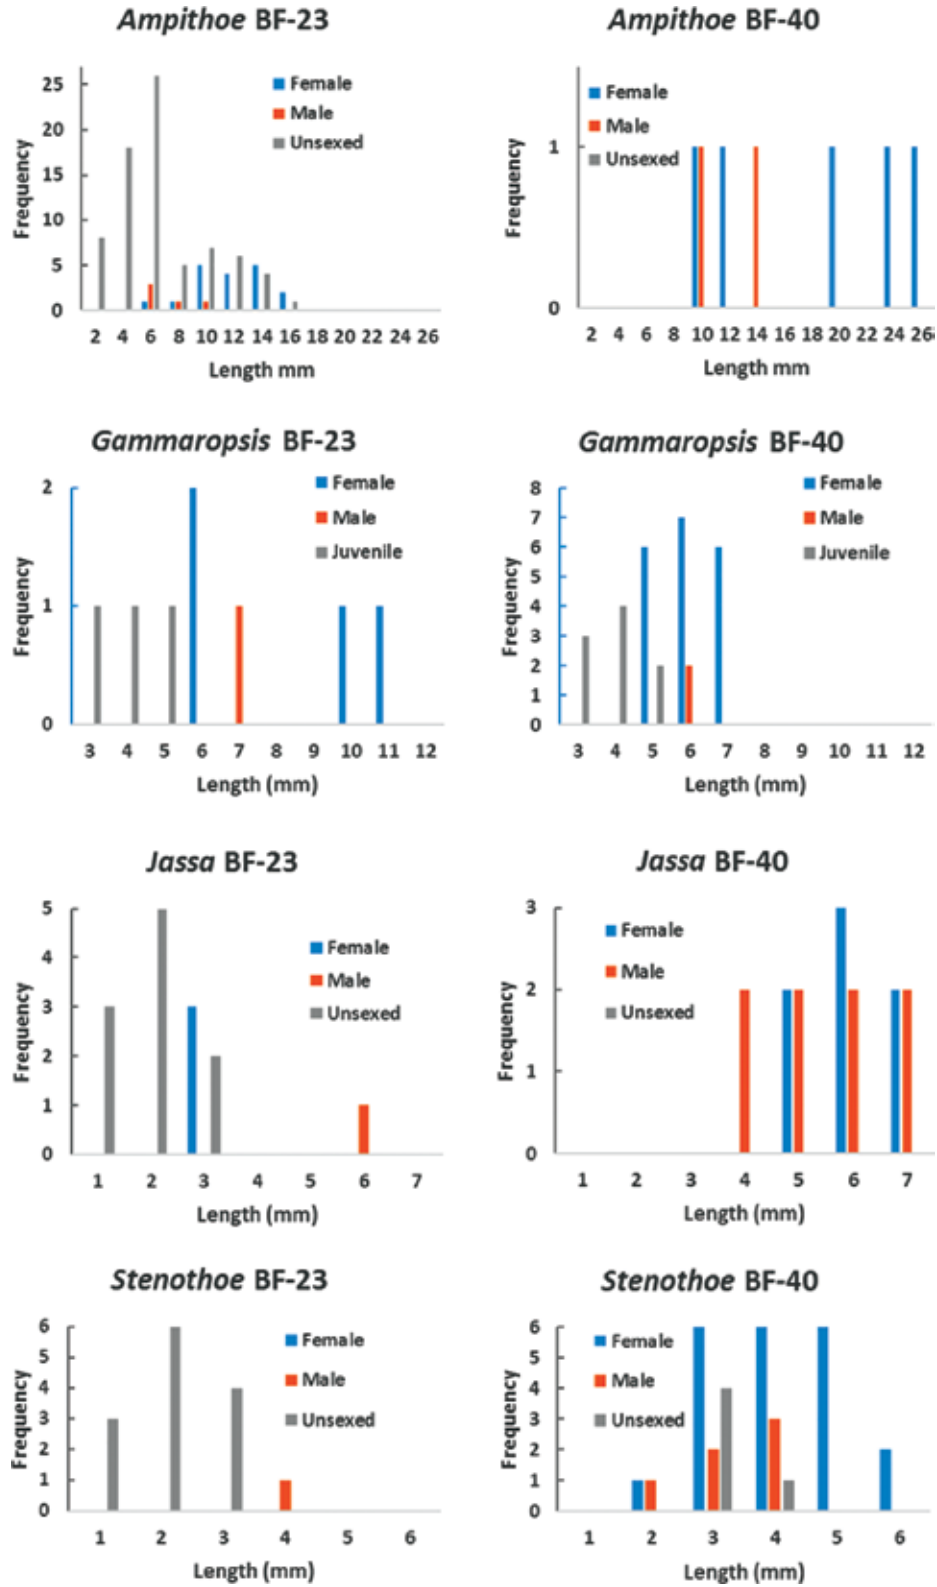 Ampithoe BF-23
25
20
15
10
5
0
Frequency
Female
Male
Unsexed
2 4 6 8 10 12 14 16 18 20 22 24 26
Length mm
Ampithoe BF-40
1
0
Frequency
Female
Male
Unsexed
2 4 6 8 10 12 14 16 18 20 22 24 26
Length mm
Gammaropsis BF-23
2
1
0
Frequency
Female
Male
Juvenile
3 4 5 6 7 8 9 10 11 12
Length (mm)
Gammaropsis BF-40
8
7
6
5
4
3
2
1
0
Frequency
Female
Male
Juvenile
3 4 5 6 7 8 9 10 11 12
Length (mm)
Jassa BF-23
5
4
3
2
1
0
Frequency
Female
Male
Unsexed
1 2 3 4 5 6 7
Length (mm)
Jassa BF-40
3
2
1
0
Frequency
Female
Male
Unsexed
1 2 3 4 5 6 7
Length (mm)
Stenothoe BF-23
6
5
4
3
2
1
0
Frequency
Female
Male
Unsexed
1 2 3 4 5 6
Length (mm)
Stenothoe BF-40
6
5
4
3
2
1
0
Frequency
Female
Male
Unsexed
1 2 3 4 5 6
Length (mm)